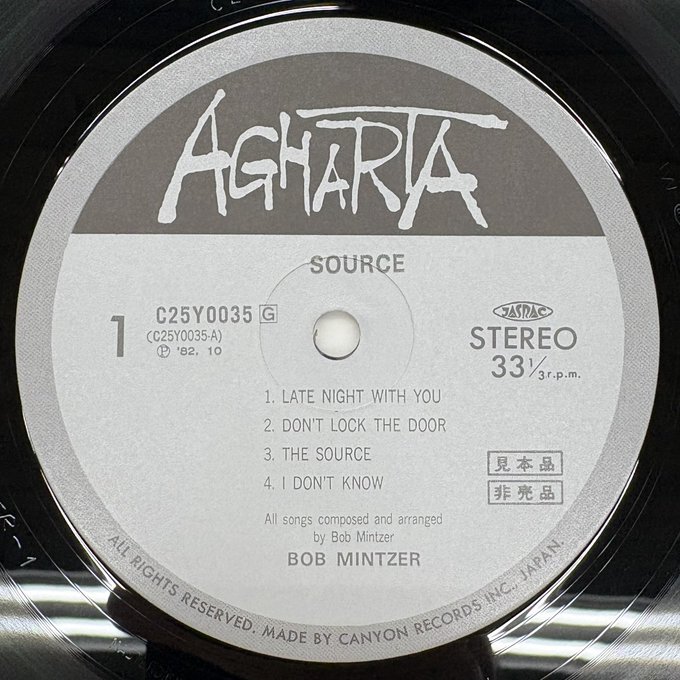 AGHARTA
SOURCE
1
C25Y0035 G
(C25Y0035-A)
Ⓟ '82. 10
JASRAC
STEREO
33 1/3 r.p.m.
1. LATE NIGHT WITH YOU
2. DON'T LOCK THE DOOR
3. THE SOURCE
4. I DON'T KNOW
見本品
非売品
All songs composed and arranged
by Bob Mintzer
BOB MINTZER
ALL RIGHTS RESERVED. MADE BY CANYON RECORDS INC., JAPAN.